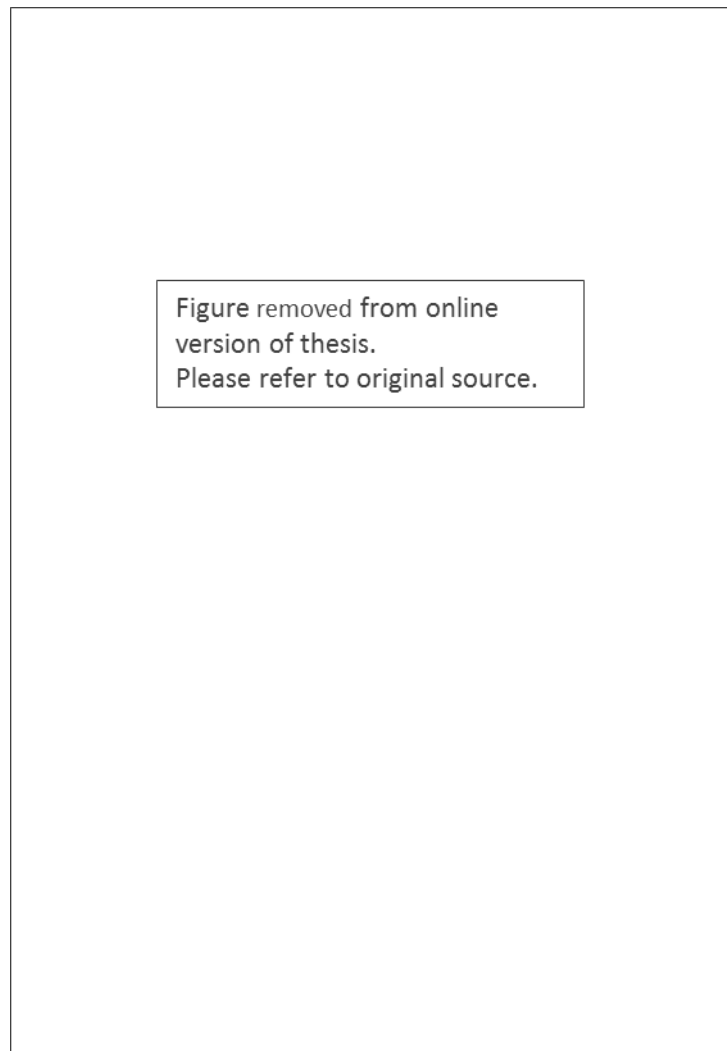 Figure removed from online
version of thesis.
Please refer to original source.